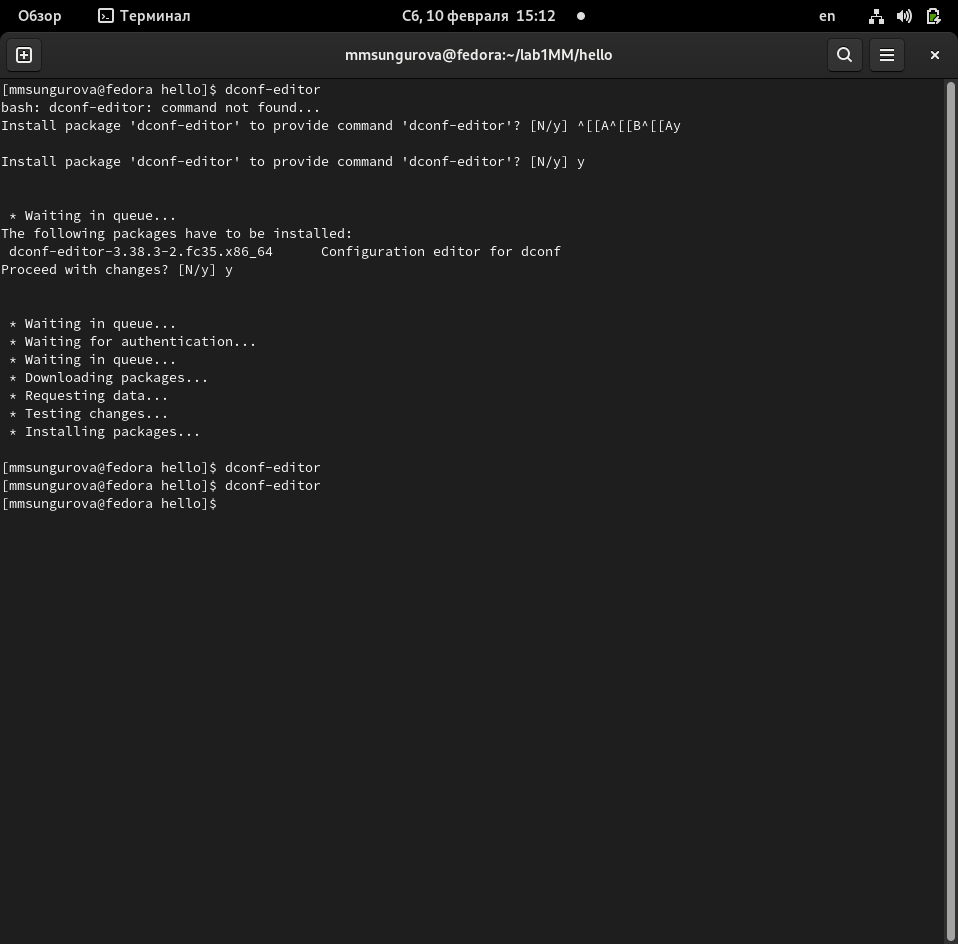 Обзор Терминал Сб, 10 февраля 15:12 en
mmsungurova@fedora:~/lab1MM/hello
[mmsungurova@fedora hello]$ dconf-editor
bash: dconf-editor: command not found...
Install package 'dconf-editor' to provide command 'dconf-editor'? [N/y] ^[[A^[[B^[[Ay
Install package 'dconf-editor' to provide command 'dconf-editor'? [N/y] y
* Waiting in queue...
The following packages have to be installed:
dconf-editor-3.38.3-2.fc35.x86_64 Configuration editor for dconf
Proceed with changes? [N/y] y
* Waiting in queue...
* Waiting for authentication...
* Waiting in queue...
* Downloading packages...
* Requesting data...
* Testing changes...
* Installing packages...
[mmsungurova@fedora hello]$ dconf-editor
[mmsungurova@fedora hello]$ dconf-editor
[mmsungurova@fedora hello]$